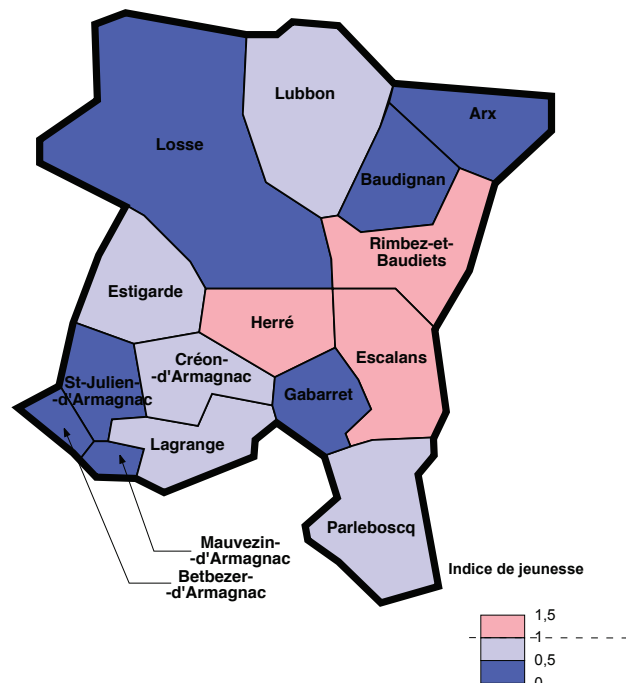 Lubbon
Arx
Losse
Baudignan
Rimbez-et-
Baudiets
Estigarde
Herré
Escalans
Créon-
-d'Armagnac
St-Julien-
-d'Armagnac
Gabarret
Lagrange
Parleboscq
Mauvezin-
-d'Armagnac
Betbezer-
-d'Armagnac
Indice de jeunesse
1,5
1
0,5
0